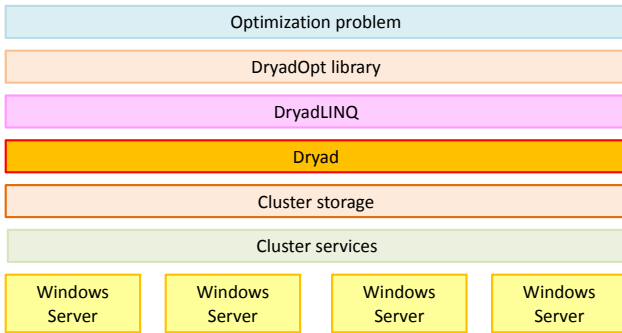 Optimization problem
DryadOpt library
DryadLINQ
Dryad
Cluster storage
Cluster services
Windows
Server
Windows
Server
Windows
Server
Windows
Server